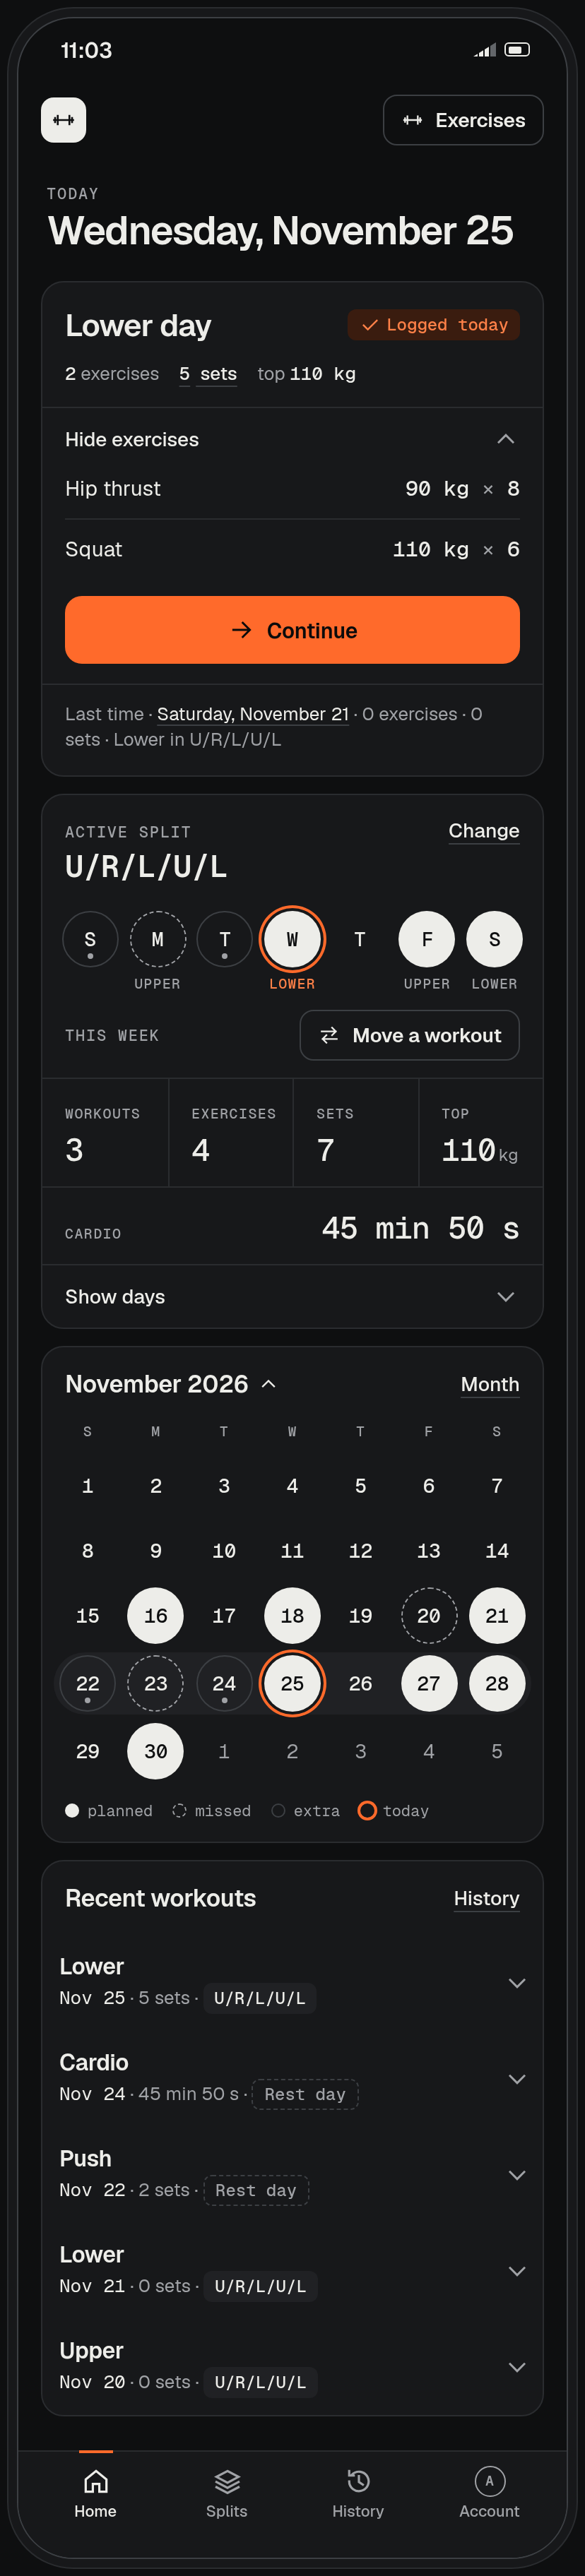 11:03
Exercises
TODAY
Wednesday, November 25
Lower day
Logged today
2 exercises 5 sets top 110 kg
Hide exercises
Hip thrust 90 kg × 8
Squat 110 kg × 6
Continue
Last time · Saturday, November 21 · 0 exercises · 0
sets · Lower in U/R/L/U/L
ACTIVE SPLIT Change
U/R/L/U/L
S M T W T F S
UPPER LOWER UPPER LOWER
THIS WEEK Move a workout
WORKOUTS EXERCISES SETS TOP
3 4 7 110 kg
CARDIO 45 min 50 s
Show days
November 2026 Month
S M T W T F S
1 2 3 4 5 6 7
8 9 10 11 12 13 14
15 16 17 18 19 20 21
22 23 24 25 26 27 28
29 30 1 2 3 4 5
planned missed extra today
Recent workouts History
Lower
Nov 25 · 5 sets · U/R/L/U/L
Cardio
Nov 24 · 45 min 50 s · Rest day
Push
Nov 22 · 2 sets · Rest day
Lower
Nov 21 · 0 sets · U/R/L/U/L
Upper
Nov 20 · 0 sets · U/R/L/U/L
A
Home Splits History Account